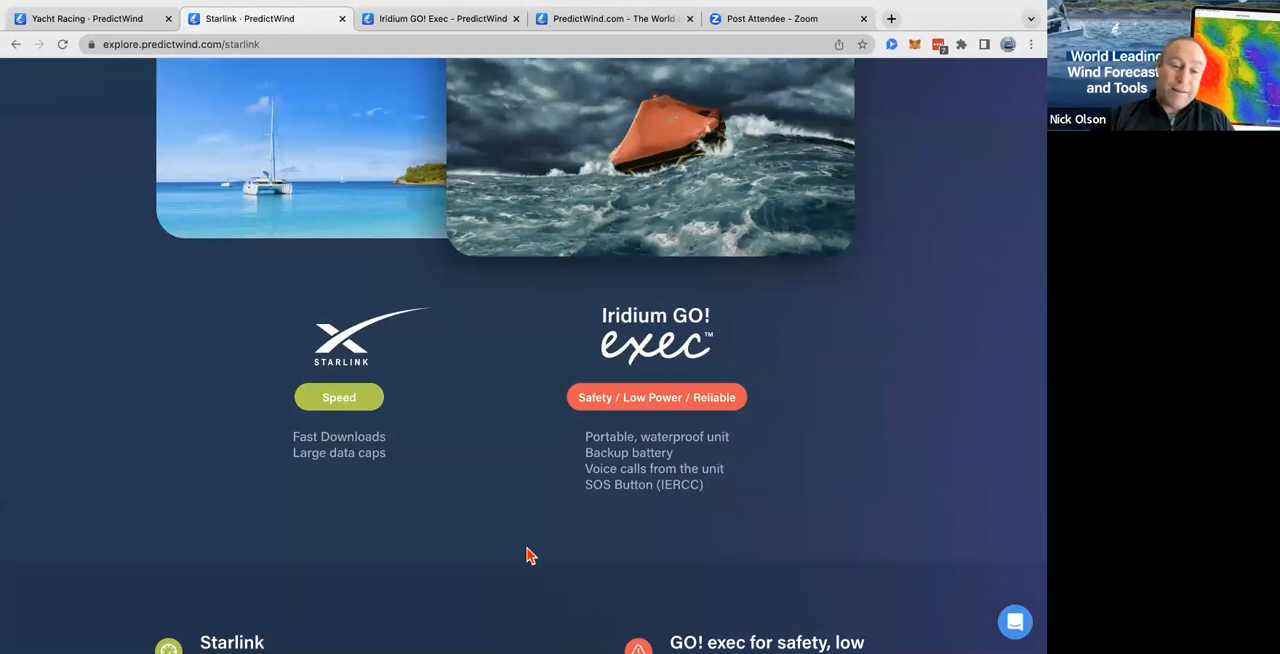 Yacht Racing · PredictWind
Starlink · PredictWind
Iridium GO! Exec - PredictWind
PredictWind.com - The World
Post Attendee - Zoom
explore.predictwind.com/starlink
7
World Leading
Wind Forecast
and Tools
Nick Olson
STARLINK
Iridium GO!
exec™
Speed
Safety / Low Power / Reliable
Fast Downloads
Large data caps
Portable, waterproof unit
Backup battery
Voice calls from the unit
SOS Button (IERCC)
Starlink
GO! exec for safety, low